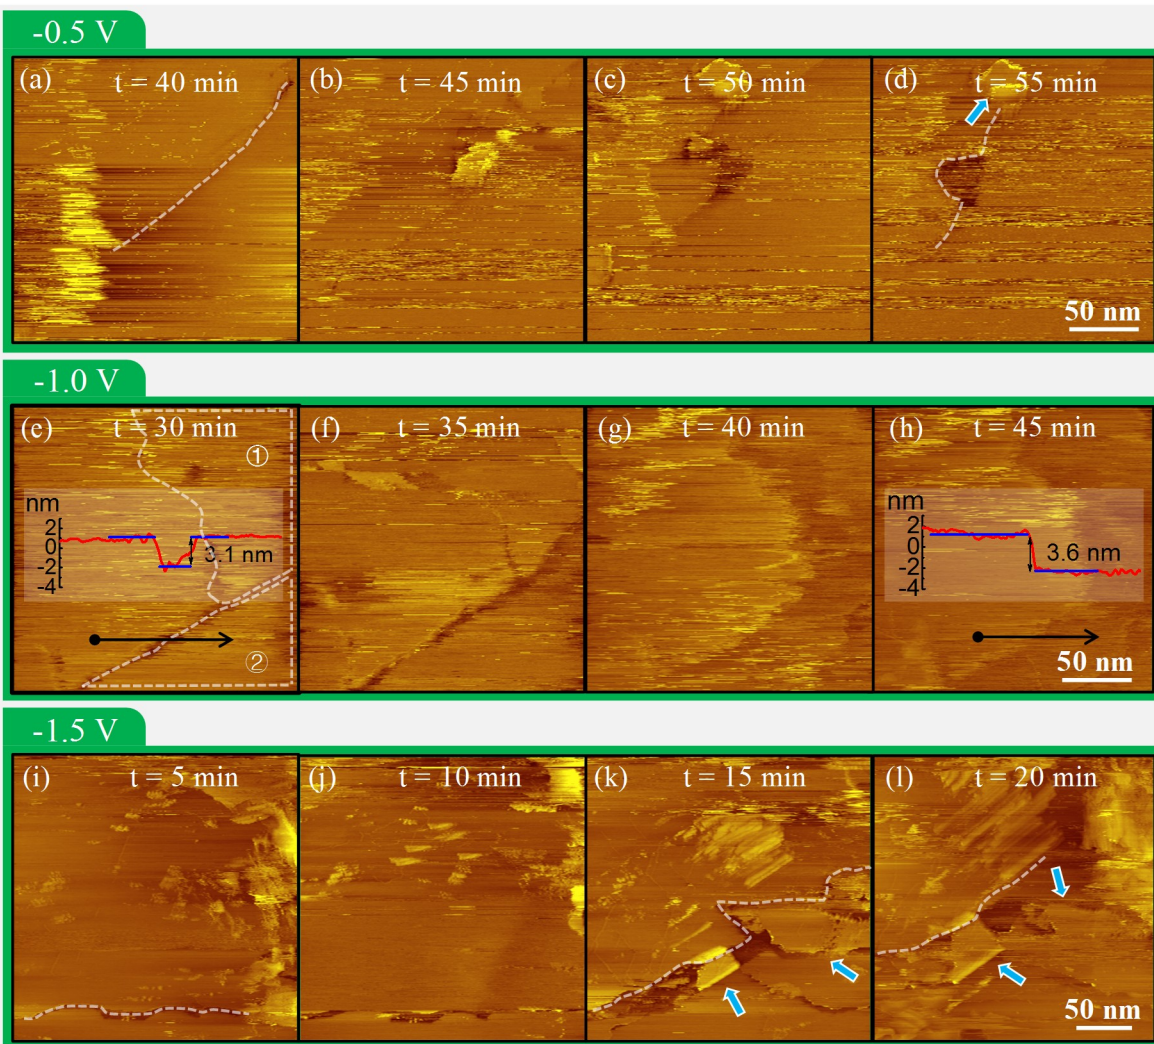 -0.5 V
(a) t = 40 min
(b) t = 45 min
(c) t = 50 min
(d) t = 55 min
50 nm
-1.0 V
(e) t = 30 min
(f) t = 35 min
(g) t = 40 min
(h) t = 45 min
①
nm
2
0
-2
-4
3.1 nm
②
nm
2
0
-2
-4
3.6 nm
50 nm
-1.5 V
(i) t = 5 min
(j) t = 10 min
(k) t = 15 min
(l) t = 20 min
50 nm